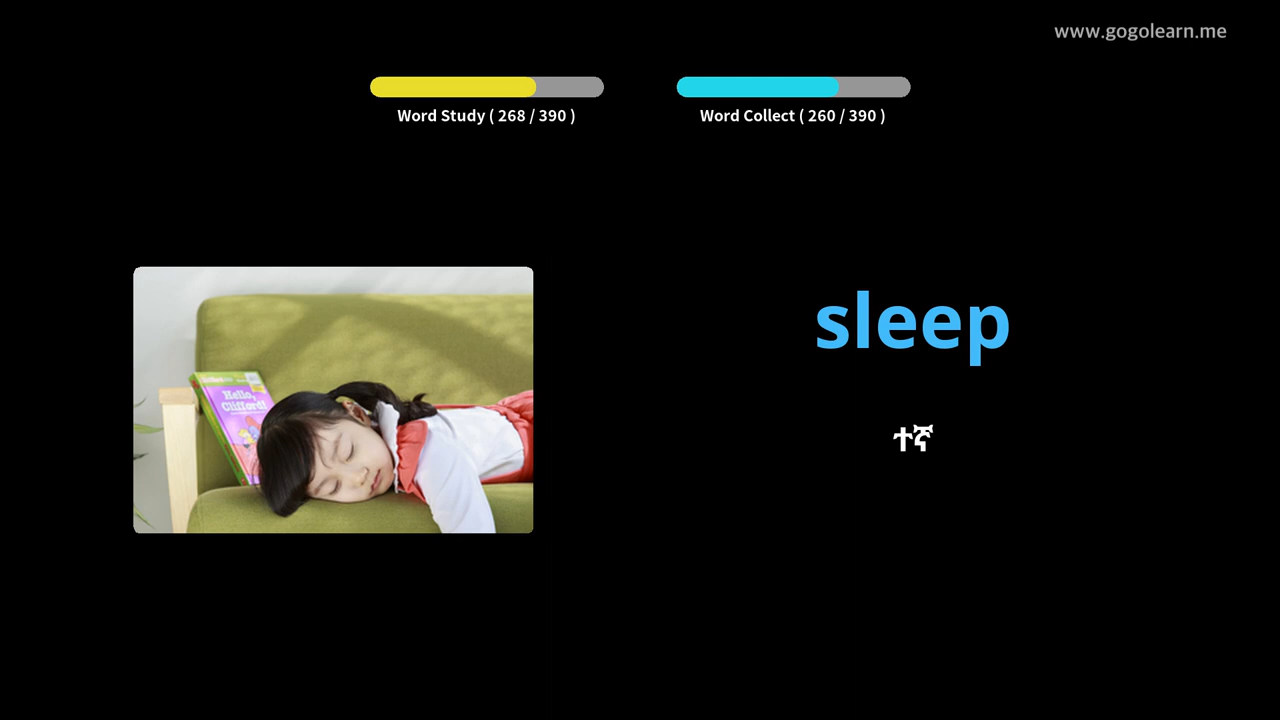 www.gogolearn.me
Word Study ( 268 / 390 )
Word Collect ( 260 / 390 )
Hello,
Clifford!
sleep
ተኛ